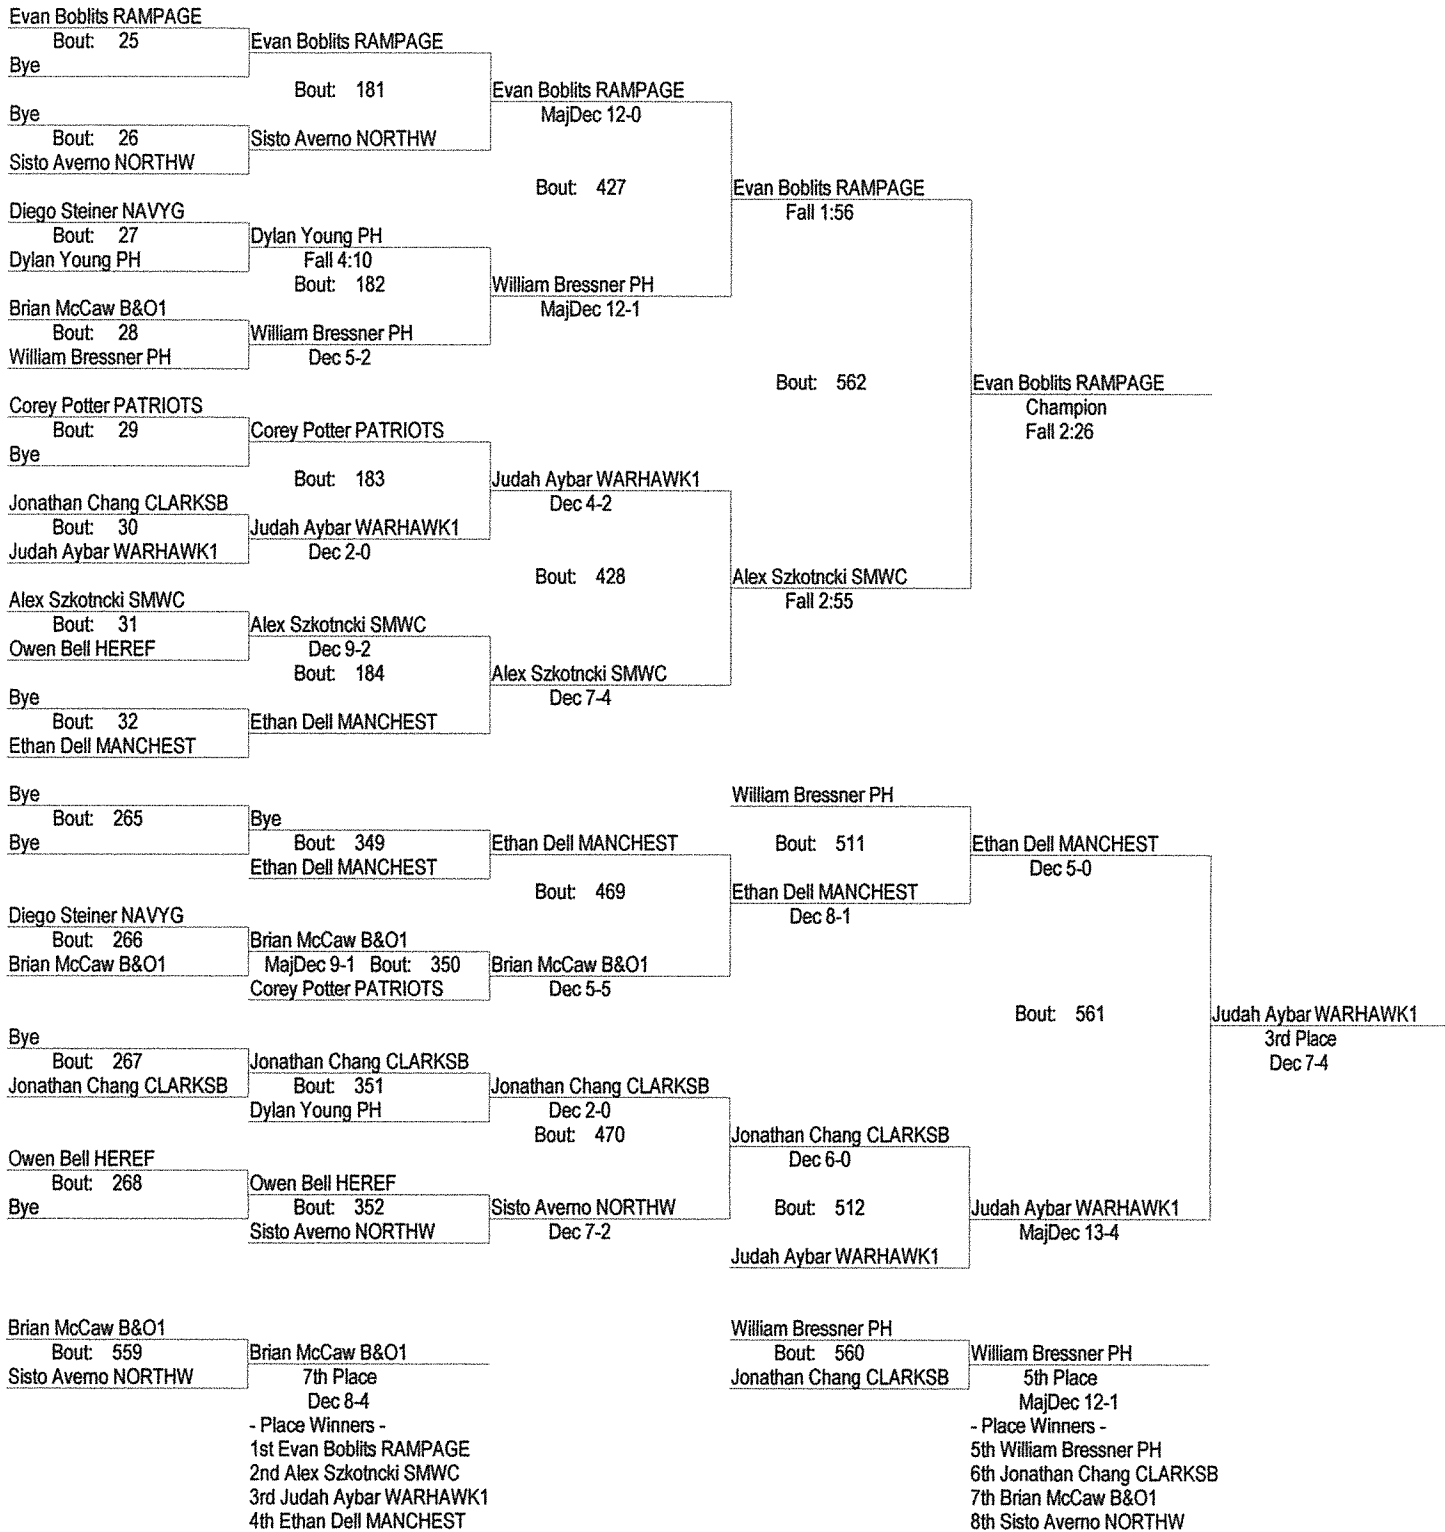 Evan Boblits RAMPAGE
Bout: 25
Bye
Evan Boblits RAMPAGE
Bout: 181
Bye
Bout: 26
Sisto Averno NORTHW
Sisto Averno NORTHW
Evan Boblits RAMPAGE
MajDec 12-0
Bout: 427
Diego Steiner NAVYG
Bout: 27
Dylan Young PH
Dylan Young PH
Fall 4:10
Bout: 182
Brian McCaw B&O1
Bout: 28
William Bressner PH
William Bressner PH
Dec 5-2
William Bressner PH
MajDec 12-1
Evan Boblits RAMPAGE
Fall 1:56
Bout: 562
Corey Potter PATRIOTS
Bout: 29
Bye
Corey Potter PATRIOTS
Bout: 183
Jonathan Chang CLARKSB
Bout: 30
Judah Aybar WARHAWK1
Judah Aybar WARHAWK1
Dec 2-0
Judah Aybar WARHAWK1
Dec 4-2
Bout: 428
Alex Szkotncki SMWC
Bout: 31
Owen Bell HEREF
Alex Szkotncki SMWC
Dec 9-2
Bout: 184
Bye
Bout: 32
Ethan Dell MANCHEST
Ethan Dell MANCHEST
Alex Szkotncki SMWC
Dec 7-4
Alex Szkotncki SMWC
Fall 2:55
Evan Boblits RAMPAGE
Champion
Fall 2:26
Bye
Bout: 265
Bye
Bye
Bout: 349
Ethan Dell MANCHEST
Ethan Dell MANCHEST
Bout: 469
Diego Steiner NAVYG
Bout: 266
Brian McCaw B&O1
Brian McCaw B&O1
MajDec 9-1 Bout: 350
Corey Potter PATRIOTS
Brian McCaw B&O1
Dec 5-5
William Bressner PH
Bout: 511
Ethan Dell MANCHEST
Dec 8-1
Ethan Dell MANCHEST
Dec 5-0
Bout: 561
Bye
Bout: 267
Jonathan Chang CLARKSB
Jonathan Chang CLARKSB
Bout: 351
Dylan Young PH
Jonathan Chang CLARKSB
Dec 2-0
Bout: 470
Owen Bell HEREF
Bout: 268
Bye
Owen Bell HEREF
Bout: 352
Sisto Averno NORTHW
Sisto Averno NORTHW
Dec 7-2
Jonathan Chang CLARKSB
Dec 6-0
Bout: 512
Judah Aybar WARHAWK1
Judah Aybar WARHAWK1
MajDec 13-4
Judah Aybar WARHAWK1
3rd Place
Dec 7-4
Brian McCaw B&O1
Bout: 559
Sisto Averno NORTHW
Brian McCaw B&O1
7th Place
Dec 8-4
- Place Winners -
1st Evan Boblits RAMPAGE
2nd Alex Szkotncki SMWC
3rd Judah Aybar WARHAWK1
4th Ethan Dell MANCHEST
William Bressner PH
Bout: 560
Jonathan Chang CLARKSB
William Bressner PH
5th Place
MajDec 12-1
- Place Winners -
5th William Bressner PH
6th Jonathan Chang CLARKSB
7th Brian McCaw B&O1
8th Sisto Averno NORTHW